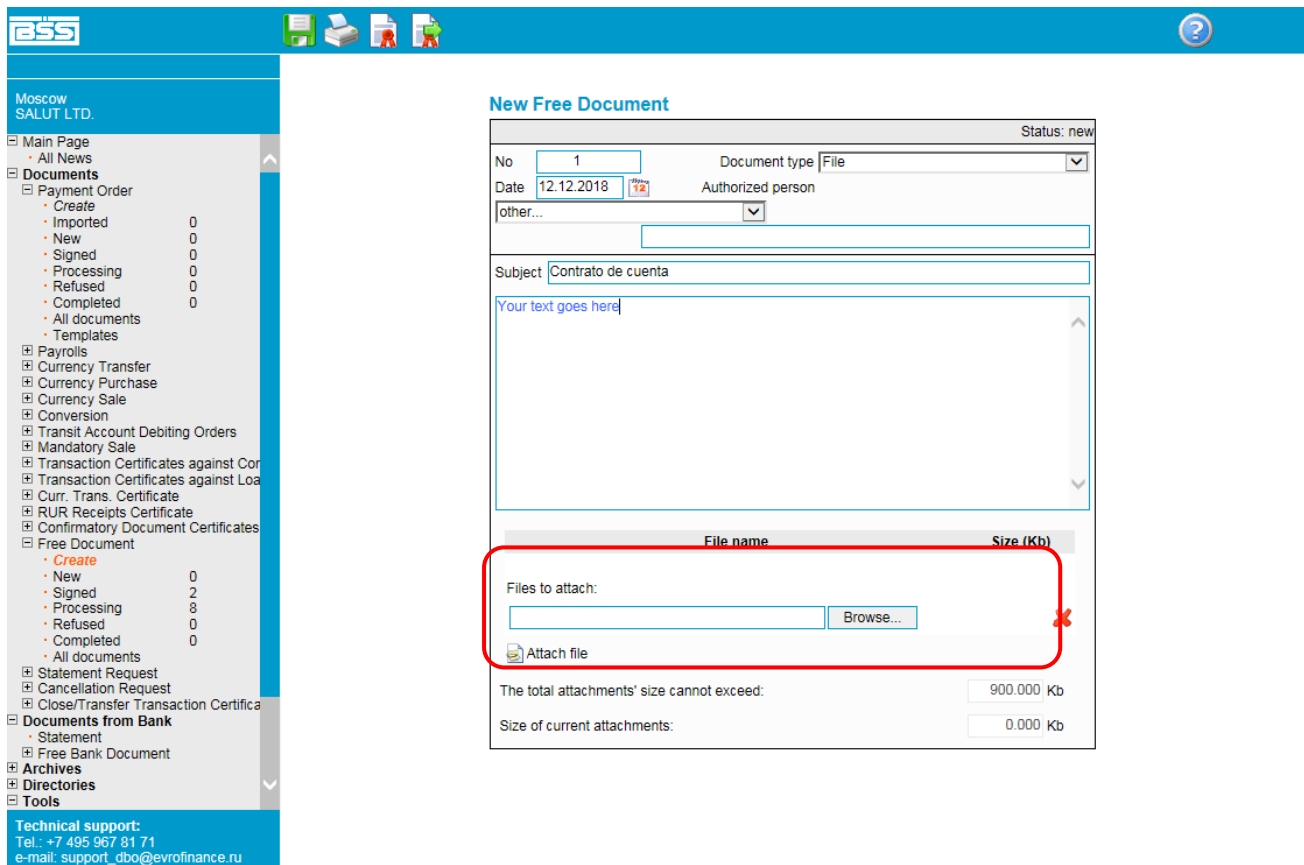 BSS
Moscow
SALUT LTD.
Main Page
All News
Documents
Payment Order
Create
Imported 0
New 0
Signed 0
Processing 0
Refused 0
Completed 0
All documents
Templates
Payrolls
Currency Transfer
Currency Purchase
Currency Sale
Conversion
Transit Account Debiting Orders
Mandatory Sale
Transaction Certificates against Cor
Transaction Certificates against Loa
Curr. Trans. Certificate
RUR Receipts Certificate
Confirmatory Document Certificates
Free Document
Create
New 0
Signed 2
Processing 8
Refused 0
Completed 0
All documents
Statement Request
Cancellation Request
Close/Transfer Transaction Certifica
Documents from Bank
Statement
Free Bank Document
Archives
Directories
Tools
Technical support:
Tel.: +7 495 967 81 71
e-mail: support_dbo@evrofinance.ru
New Free Document
Status: new
No 1 Document type File
Date 12.12.2018 12 Authorized person
other...
Subject Contrato de cuenta
Your text goes here
File name Size (Kb)
Files to attach:
Browse...
Attach file
The total attachments' size cannot exceed: 900.000 Kb
Size of current attachments: 0.000 Kb